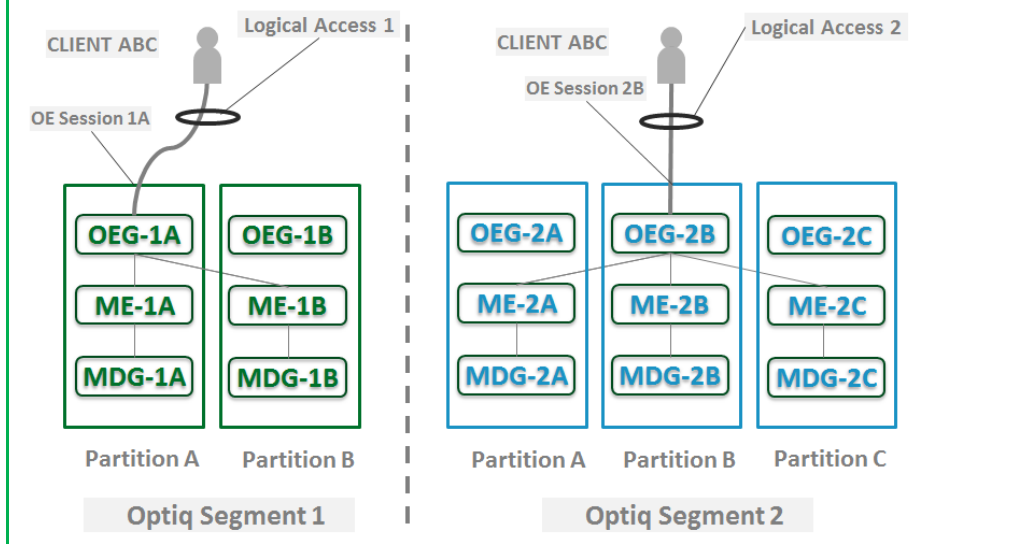 CLIENT ABC
Logical Access 1
OE Session 1A
OEG-1A
OEG-1B
ME-1A
ME-1B
MDG-1A
MDG-1B
Partition A
Partition B
Optiq Segment 1
CLIENT ABC
Logical Access 2
OE Session 2B
OEG-2A
OEG-2B
OEG-2C
ME-2A
ME-2B
ME-2C
MDG-2A
MDG-2B
MDG-2C
Partition A
Partition B
Partition C
Optiq Segment 2